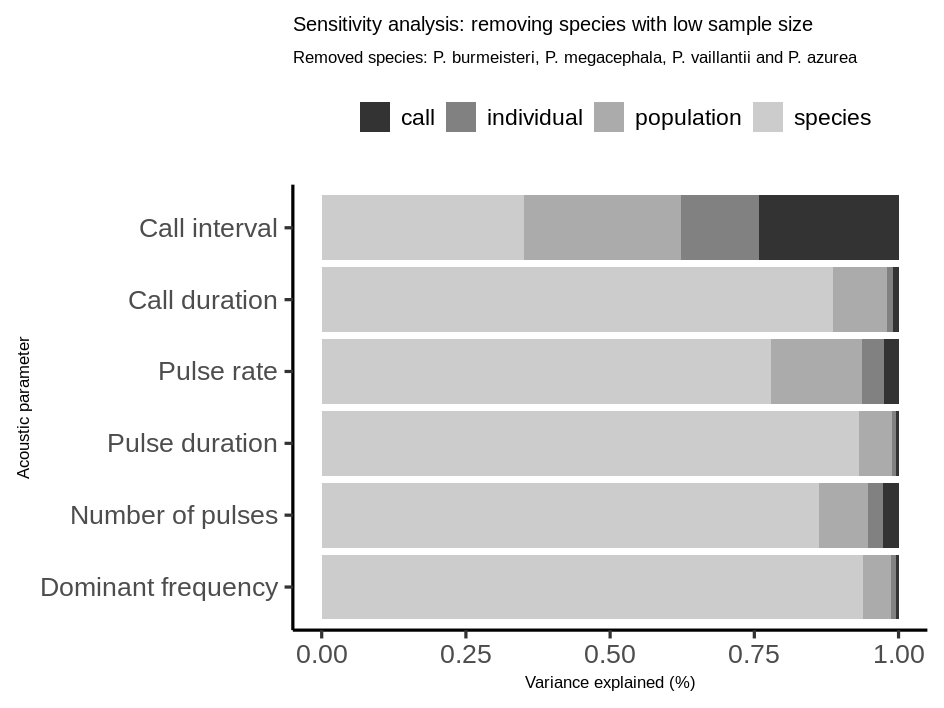 Sensitivity analysis: removing species with low sample size
Removed species: P. burmeisteri, P. megacephala, P. vaillantii and P. azurea
call individual population species
Call interval
Call duration
Pulse rate
Pulse duration
Number of pulses
Dominant frequency
Acoustic parameter
0.00 0.25 0.50 0.75 1.00
Variance explained (%)